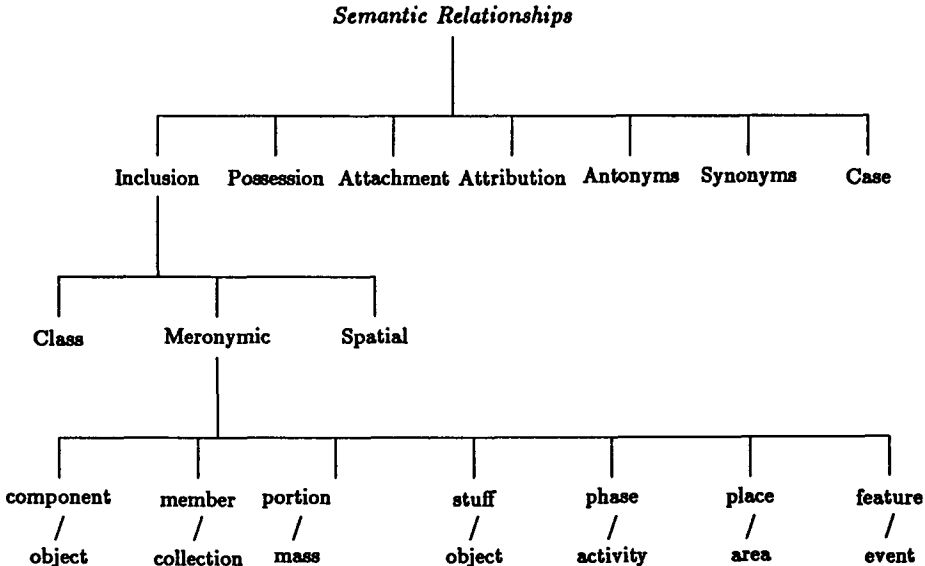 Semantic Relationships
Inclusion Possession Attachment Attribution Antonyms Synonyms Case
Class Meronymic Spatial
component member portion stuff phase place feature
/ / / / / / /
object collection mass object activity area event